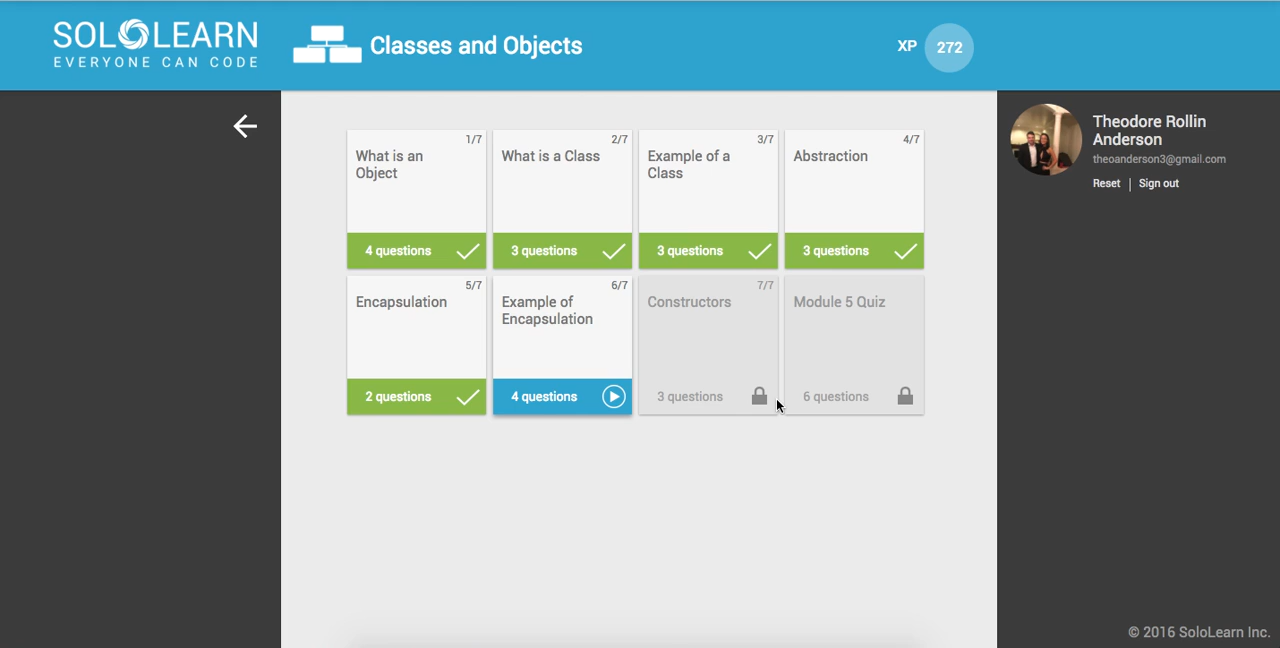 SOLOLEARN
EVERYONE CAN CODE
Classes and Objects
XP 272
Theodore Rollin
Anderson
theoanderson3@gmail.com
Reset | Sign out
1/7
What is an
Object
4 questions
2/7
What is a Class
3 questions
3/7
Example of a
Class
3 questions
4/7
Abstraction
3 questions
5/7
Encapsulation
2 questions
6/7
Example of
Encapsulation
4 questions
7/7
Constructors
3 questions
Module 5 Quiz
6 questions
© 2016 SoloLearn Inc.